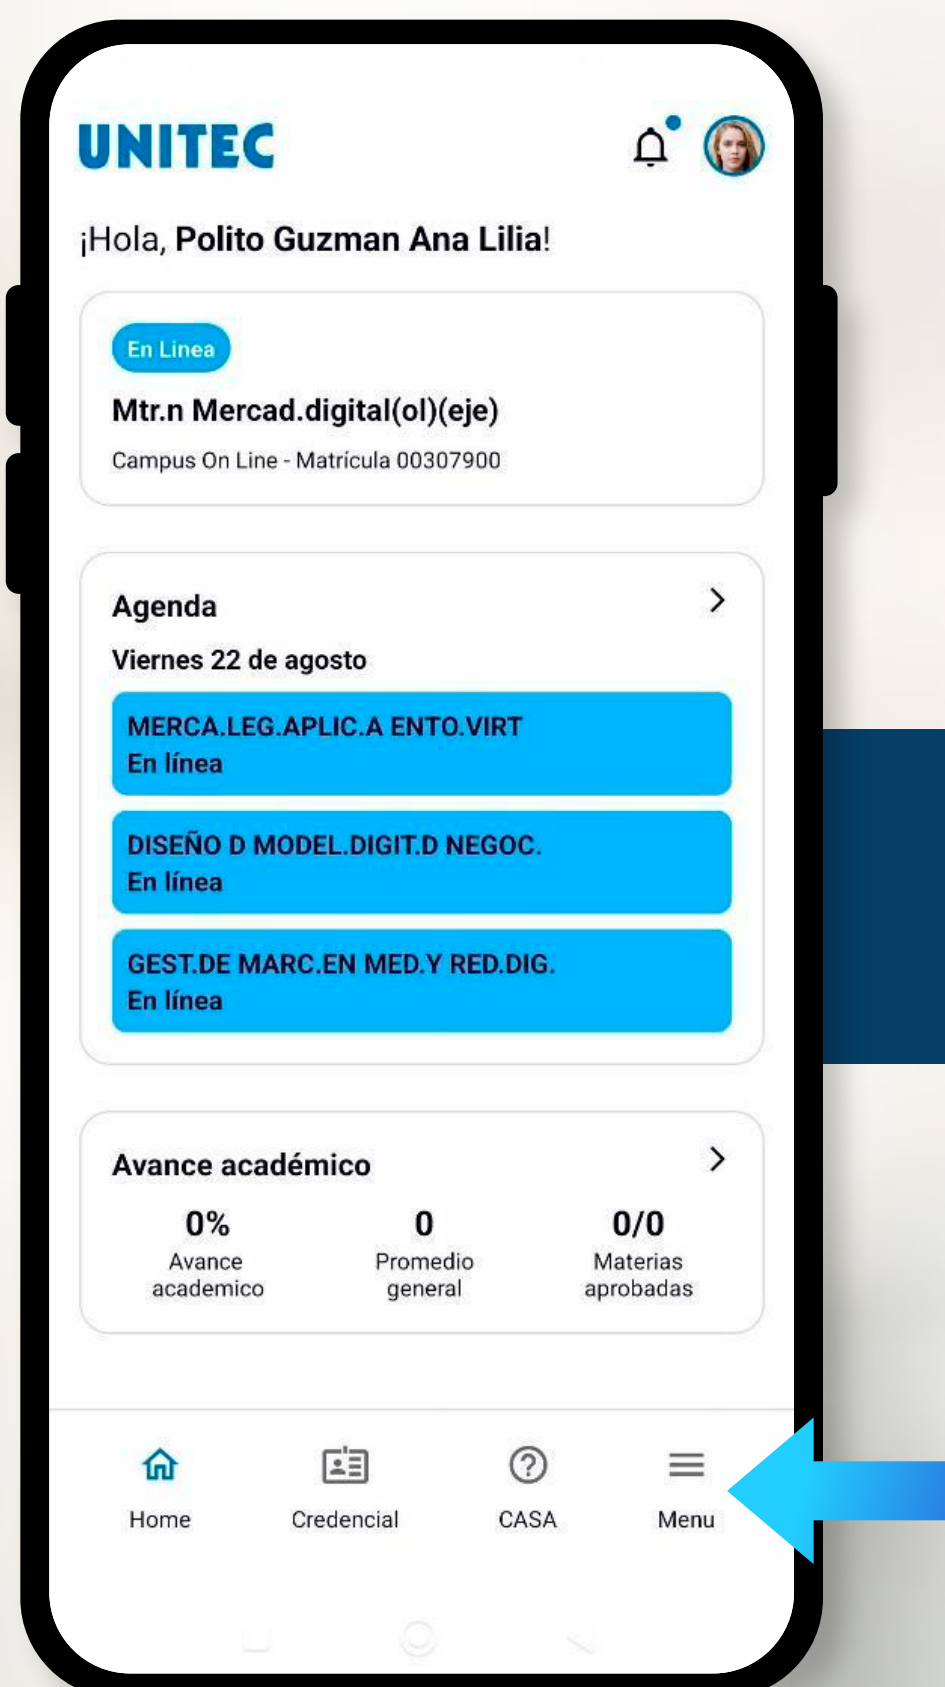 UNITEC
¡Hola, Polito Guzman Ana Lilia!
En Linea
Mtr.n Mercad.digital(ol)(eje)
Campus On Line - Matrícula 00307900
Agenda
Viernes 22 de agosto
MERCA.LEG.APLIC.A ENTO.VIRT
En línea
DISEÑO D MODEL.DIGIT.D NEGOC.
En línea
GEST.DE MARC.EN MED.Y RED.DIG.
En línea
Avance académico
0% 0 0/0
Avance Promedio Materias
academico general aprobadas
Home Credencial CASA Menu